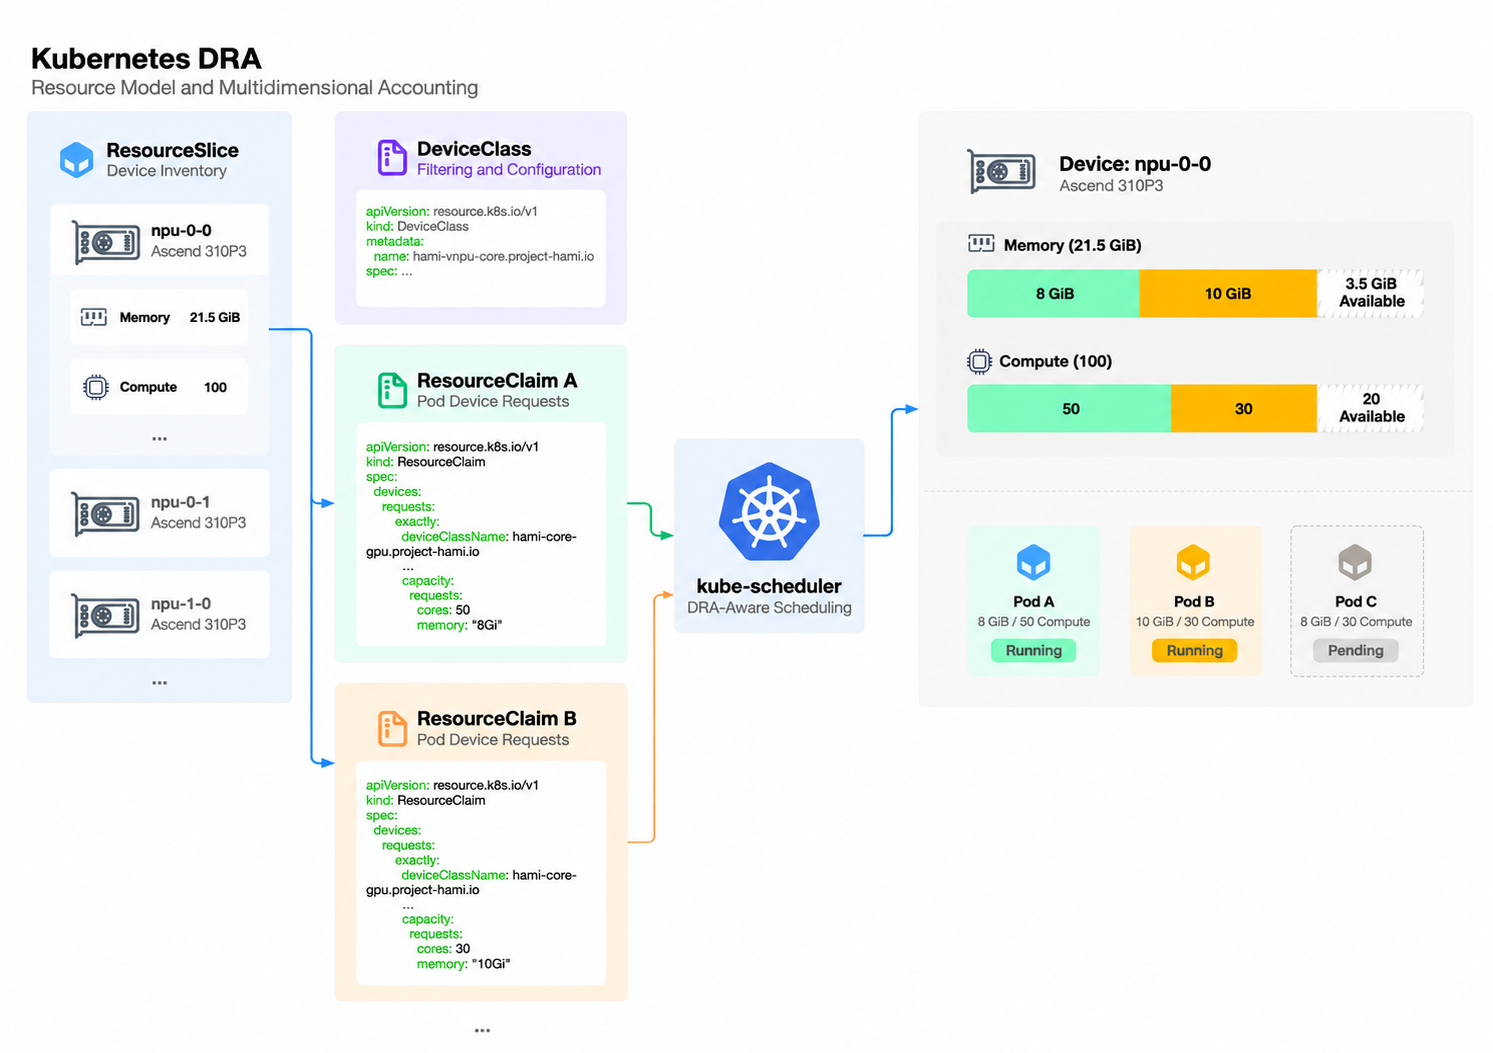 Kubernetes DRA
Resource Model and Multidimensional Accounting
ResourceSlice
Device Inventory
npu-0-0
Ascend 310P3
Memory 21.5 GiB
Compute 100
...
npu-0-1
Ascend 310P3
npu-1-0
Ascend 310P3
...
DeviceClass
Filtering and Configuration
apiVersion: resource.k8s.io/v1
kind: DeviceClass
metadata:
name: hami-vnpu-core.project-hami.io
spec: ...
ResourceClaim A
Pod Device Requests
apiVersion: resource.k8s.io/v1
kind: ResourceClaim
spec:
devices:
requests:
exactly:
deviceClassName: hami-core-
gpu.project-hami.io
...
capacity:
requests:
cores: 50
memory: "8Gi"
ResourceClaim B
Pod Device Requests
apiVersion: resource.k8s.io/v1
kind: ResourceClaim
spec:
devices:
requests:
exactly:
deviceClassName: hami-core-
gpu.project-hami.io
...
capacity:
requests:
cores: 30
memory: "10Gi"
...
kube-scheduler
DRA-Aware Scheduling
Device: npu-0-0
Ascend 310P3
Memory (21.5 GiB)
8 GiB
10 GiB
3.5 GiB
Available
Compute (100)
50
30
20
Available
Pod A
8 GiB / 50 Compute
Running
Pod B
10 GiB / 30 Compute
Running
Pod C
8 GiB / 30 Compute
Pending